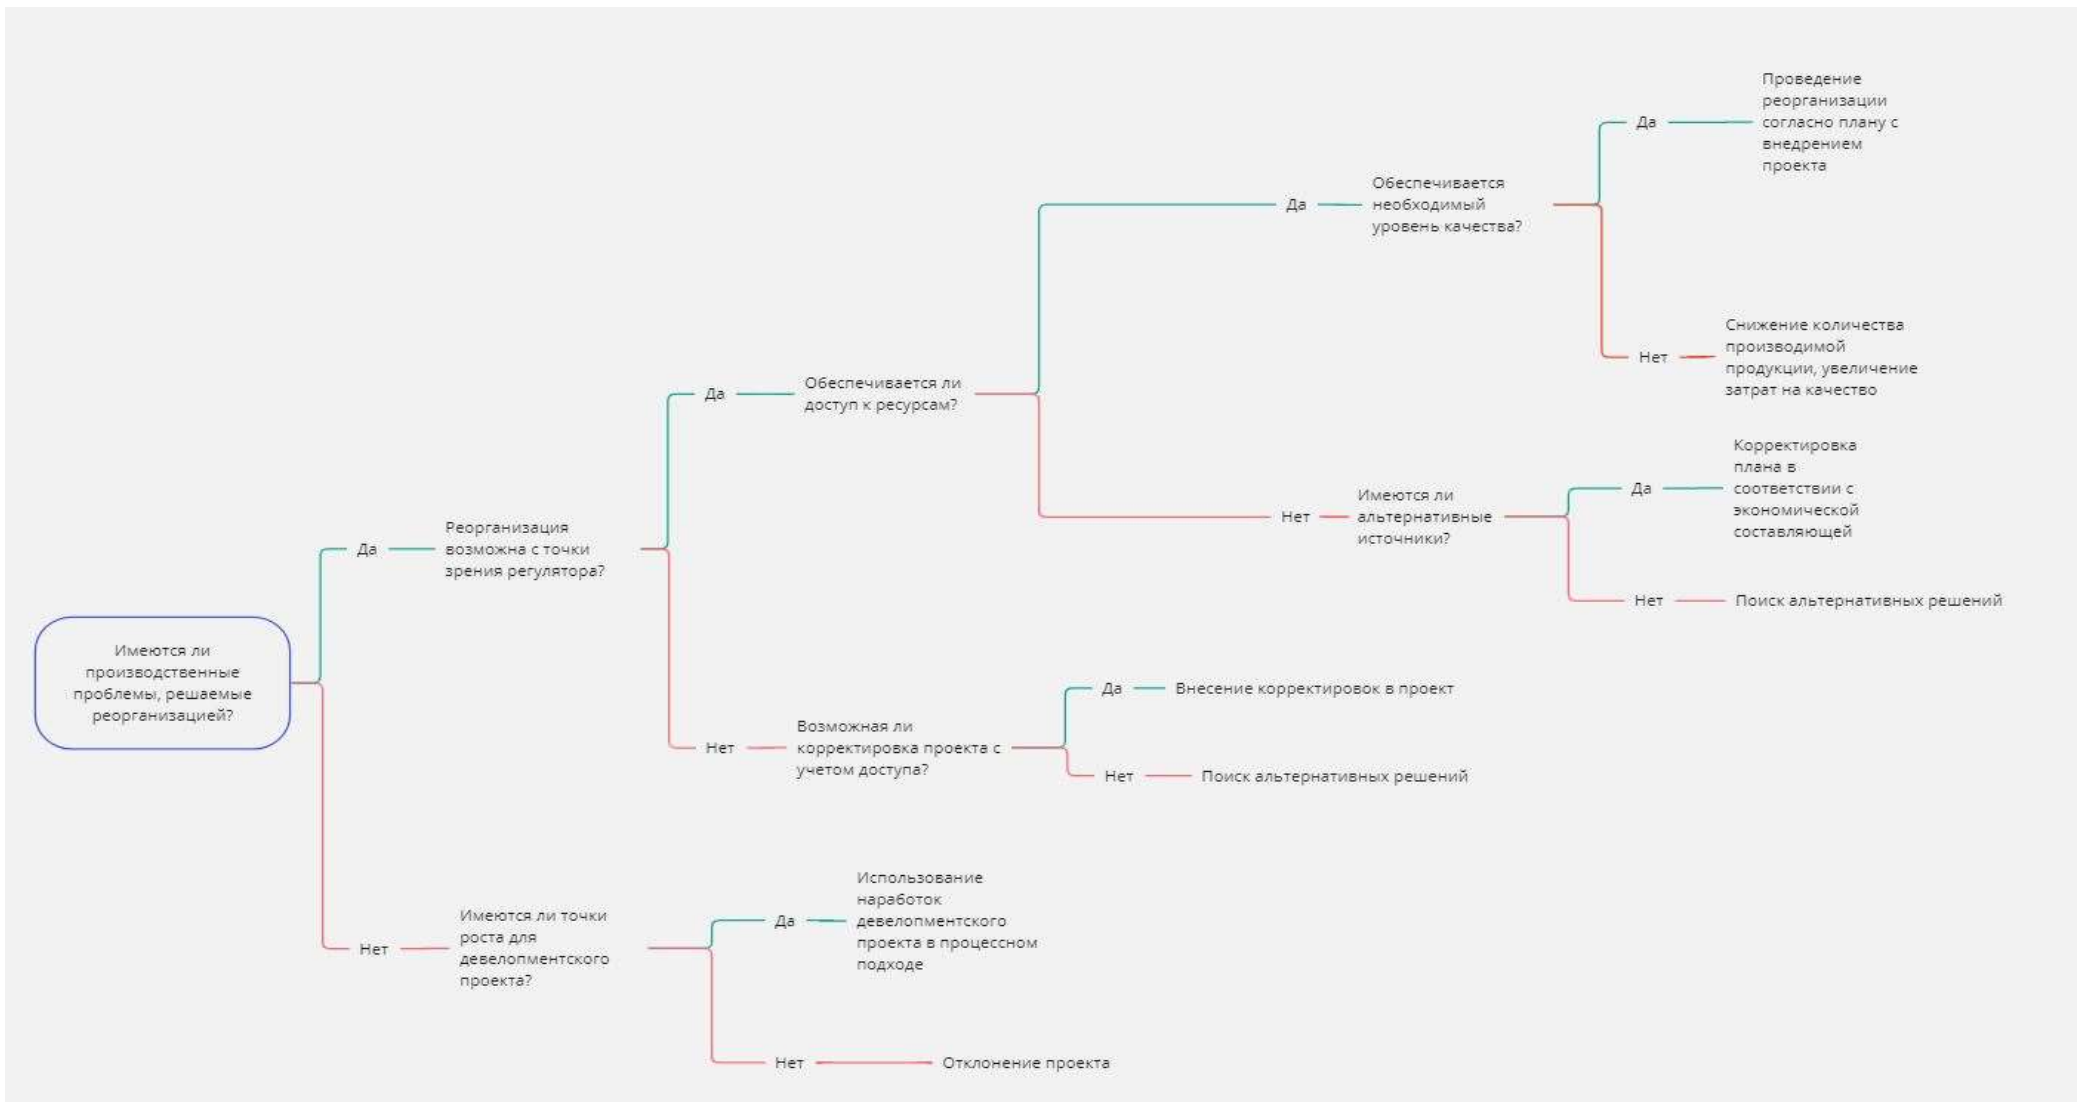 Имеются ли
производственные
проблемы, решаемые
реорганизацией?
Да
Реорганизация
возможна с точки
зрения регулятора?
Да
Обеспечивается ли
доступ к ресурсам?
Да
Обеспечивается
необходимый
уровень качества?
Да
Проведение
реорганизации
согласно плану с
внедрением
проекта
Нет
Снижение количества
производимой
продукции, увеличение
затрат на качество
Нет
Имеются ли
альтернативные
источники?
Да
Корректировка
плана в
соответствии с
экономической
составляющей
Нет
Поиск альтернативных решений
Нет
Возможная ли
корректировка проекта с
учетом доступа?
Да
Внесение корректировок в проект
Нет
Поиск альтернативных решений
Нет
Имеются ли точки
роста для
девелопментского
проекта?
Да
Использование
наработок
девелопментского
проекта в процессном
подходе
Нет
Отклонение проекта